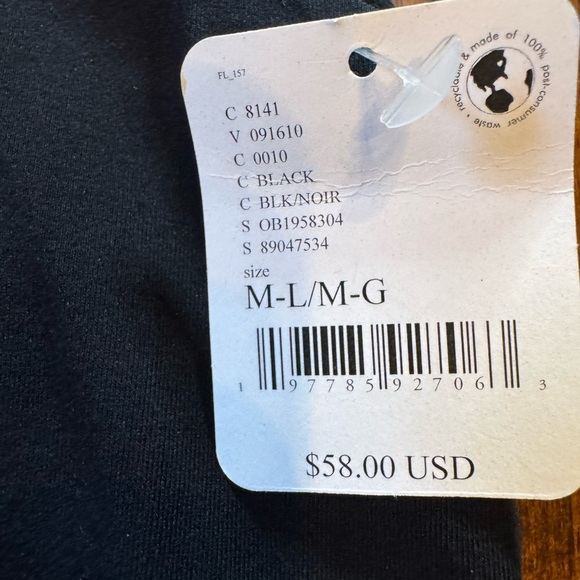 FL_157
recyclable & made of 100% post-consumer waste •
C 8141
V 091610
C 0010
C BLACK
C BLK/NOIR
S OB1958304
S 89047534
size
M-L/M-G
1 97785 92706 3
$58.00 USD